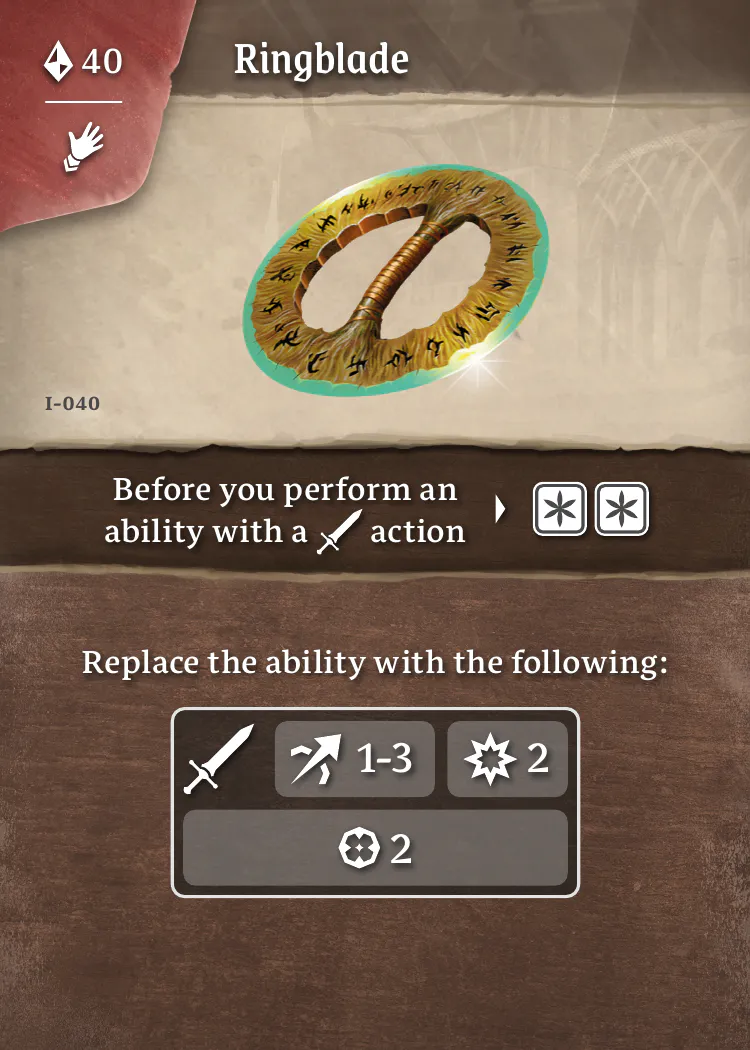 40
Ringblade
I-040
Before you perform an
ability with a action
Replace the ability with the following:
1-3 2
2